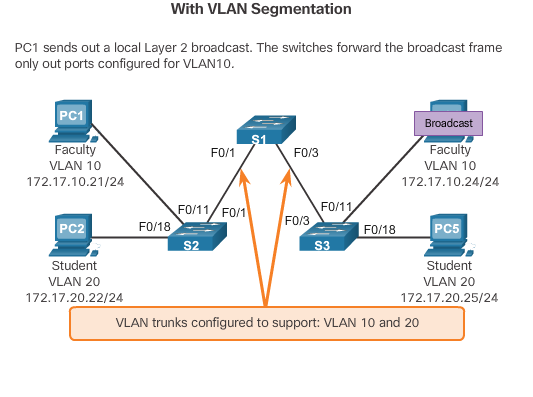 With VLAN Segmentation
PC1 sends out a local Layer 2 broadcast. The switches forward the broadcast frame
only out ports configured for VLAN10.
PC1
Faculty
VLAN 10
172.17.10.21/24
S1
F0/1
F0/3
Broadcast
Faculty
VLAN 10
172.17.10.24/24
F0/11
F0/1
F0/18
S2
PC2
Student
VLAN 20
172.17.20.22/24
F0/11
F0/3
F0/18
S3
PC5
Student
VLAN 20
172.17.20.25/24
VLAN trunks configured to support: VLAN 10 and 20